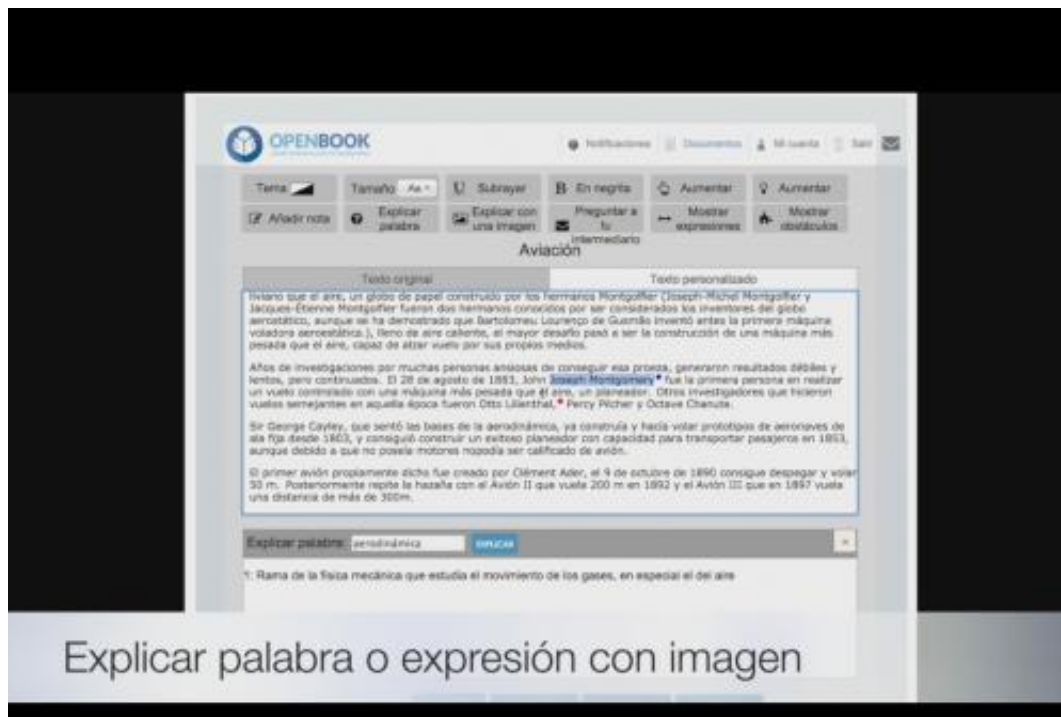 OPENBOOK
Notificaciones Documentos Mi cuenta Salir
Tema Tamaño Aa Subrayar B En negrita Aumentar Aumentar
Añadir nota Explicar palabra Explicar con una imagen Preguntar a tu intermediario Mostrar expresiones Mostrar obstáculos
Aviación
Texto original Texto personalizado
liviano que el aire, un globo de papel construido por los hermanos Montgolfier (Joseph-Michel Montgolfier y
Jacques-Étienne Montgolfier fueron dos hermanos conocidos por ser considerados los inventores del globo
aerostático, aunque se ha demostrado que Bartolomeu Lourenço de Gusmão inventó antes la primera máquina
voladora aerostática.), lleno de aire caliente, el mayor desafío pasó a ser la construcción de una máquina más
pesada que el aire, capaz de alzar vuelo por sus propios medios.
Años de investigaciones por muchas personas ansiosas de conseguir esa proeza, generaron resultados débiles y
lentos, pero continuados. El 28 de agosto de 1883, John Joseph Montgomery fue la primera persona en realizar
un vuelo controlado con una máquina más pesada que el aire, un planeador. Otros investigadores que hicieron
vuelos semejantes en aquella época fueron Otto Lilienthal, Percy Pilcher y Octave Chanute.
Sir George Cayley, que sentó las bases de la aerodinámica, ya construía y hacía volar prototipos de aeronaves de
ala fija desde 1803, y consiguió construir un exitoso planeador con capacidad para transportar pasajeros en 1853,
aunque debido a que no poseía motores nopodía ser calificado de avión.
El primer avión propiamente dicho fue creado por Clément Ader, el 9 de octubre de 1890 consigue despegar y volar
50 m. Posteriormente repite la hazaña con el Avión II que vuela 200 m en 1892 y el Avión III que en 1897 vuela
una distancia de más de 300m.
Explicar palabra: aerodinámica EXPLICAR
1: Rama de la física mecánica que estudia el movimiento de los gases, en especial el del aire
Explicar palabra o expresión con imagen